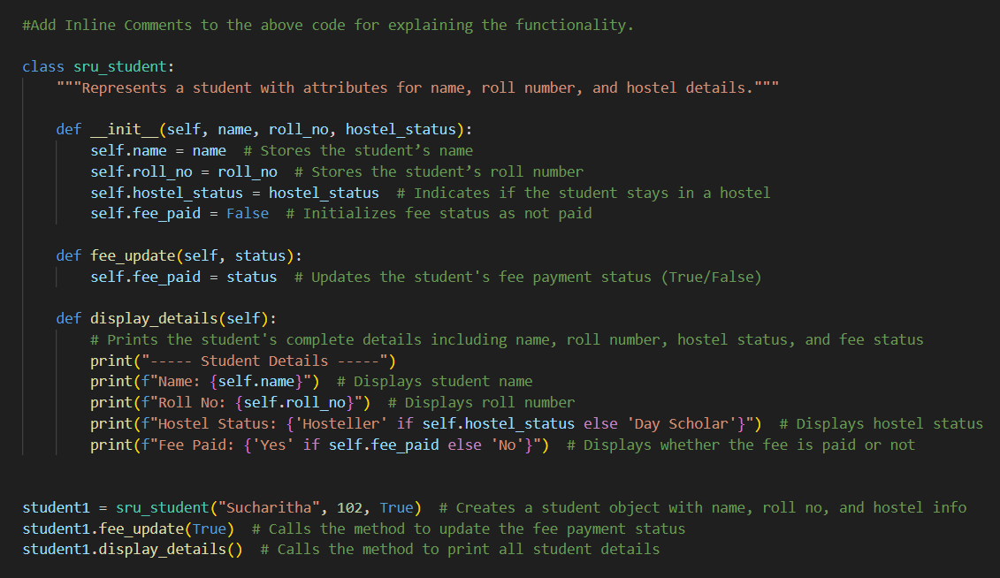 #Add Inline Comments to the above code for explaining the functionality.
class sru_student:
"""Represents a student with attributes for name, roll number, and hostel details."""
def __init__(self, name, roll_no, hostel_status):
self.name = name  # Stores the student’s name
self.roll_no = roll_no  # Stores the student’s roll number
self.hostel_status = hostel_status  # Indicates if the student stays in a hostel
self.fee_paid = False  # Initializes fee status as not paid
def fee_update(self, status):
self.fee_paid = status  # Updates the student's fee payment status (True/False)
def display_details(self):
# Prints the student's complete details including name, roll number, hostel status, and fee status
print("----- Student Details -----")
print(f"Name: {self.name}")  # Displays student name
print(f"Roll No: {self.roll_no}")  # Displays roll number
print(f"Hostel Status: {'Hosteller' if self.hostel_status else 'Day Scholar'}")  # Displays hostel status
print(f"Fee Paid: {'Yes' if self.fee_paid else 'No'}")  # Displays whether the fee is paid or not
student1 = sru_student("Sucharitha", 102, True)  # Creates a student object with name, roll no, and hostel info
student1.fee_update(True)  # Calls the method to update the fee payment status
student1.display_details()  # Calls the method to print all student details